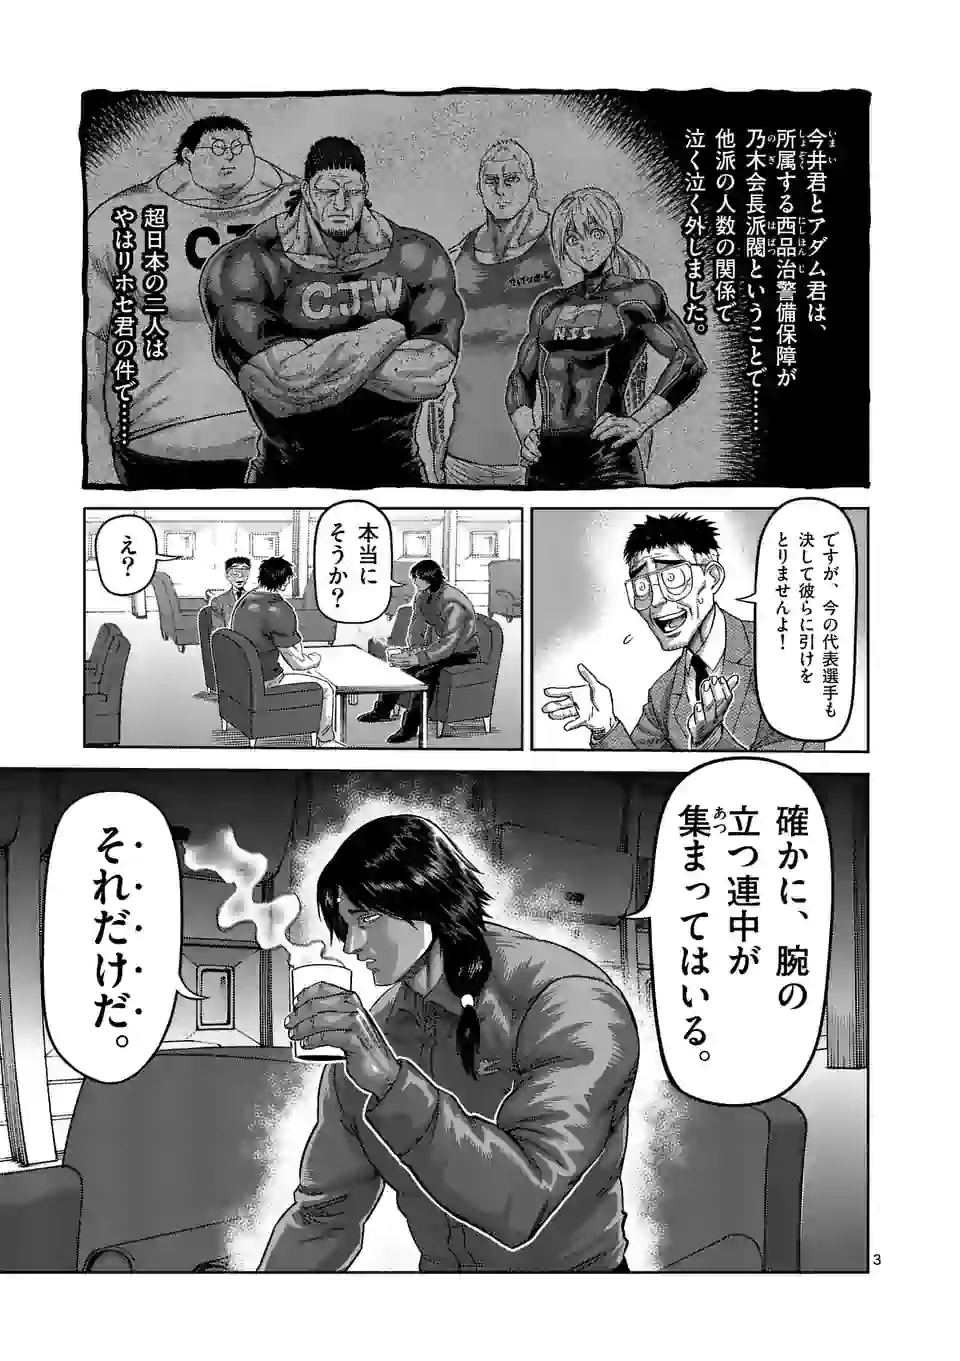 今井君とアダム君は、
所属する西品治警備保障が
乃木会長派閥ということで……
他派の人数の関係で
泣く泣く外しました。
超日本の二人は
やはりホセ君の件で……
CJW
NSS
ですが、今の代表選手も
決して彼らに引けを
とりませんよ！
本当に
そうか？
え？
確かに、腕の
立つ連中が
集まってはいる。
それだけだ。
3